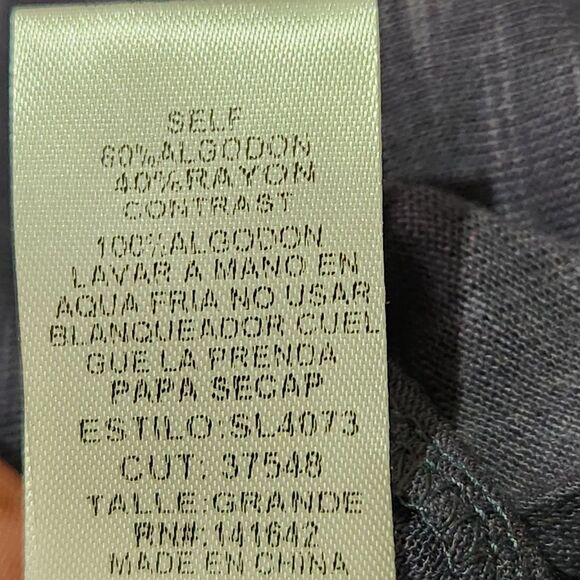 SELF
60%ALGODON
40%RAYON
CONTRAST
100%ALGODON
LAVAR A MANO EN
AQUA FRIA NO USAR
BLANQUEADOR CUEL
GUE LA PRENDA
PAPA SECAP
ESTILO:SL4073
CUT: 37548
TALLE:GRANDE
RN#:141642
MADE EN CHINA